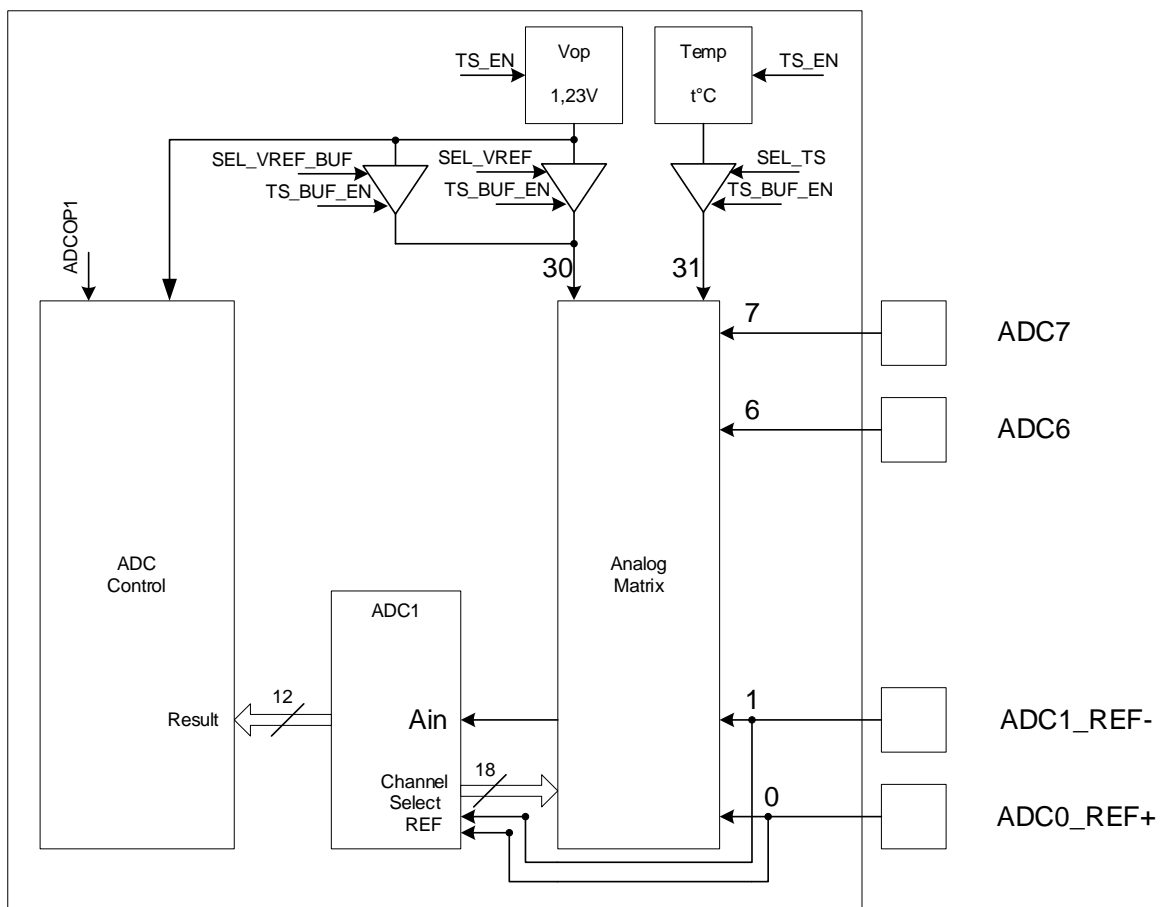 Vop
1,23V
Temp
t°C
TS_EN
TS_EN
SEL_VREF_BUF
TS_BUF_EN
SEL_VREF
TS_BUF_EN
SEL_TS
TS_BUF_EN
ADCOP1
30
31
7
ADC7
6
ADC6
ADC
Control
Analog
Matrix
ADC1
Result
12
Ain
1
ADC1_REF-
Channel
Select
REF
18
0
ADC0_REF+